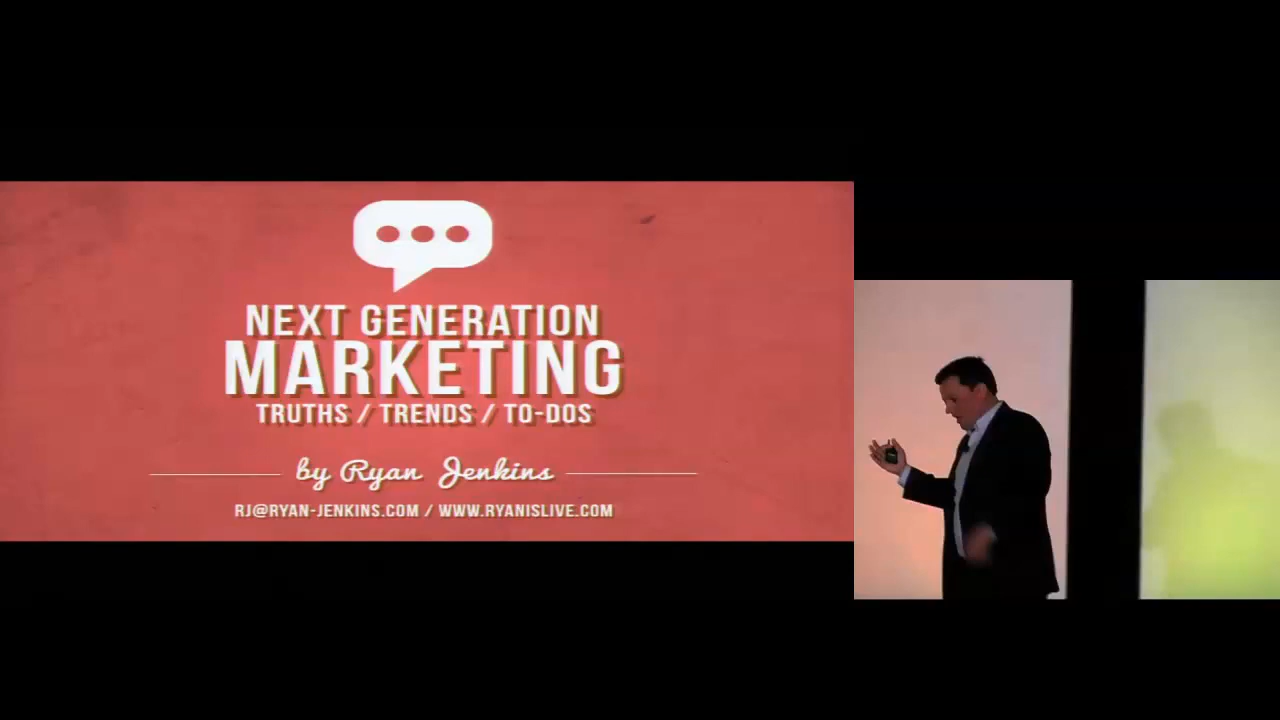 NEXT GENERATION
MARKETING
TRUTHS / TRENDS / TO-DOS
by Ryan Jenkins
RJ@RYAN-JENKINS.COM / WWW.RYANISLIVE.COM